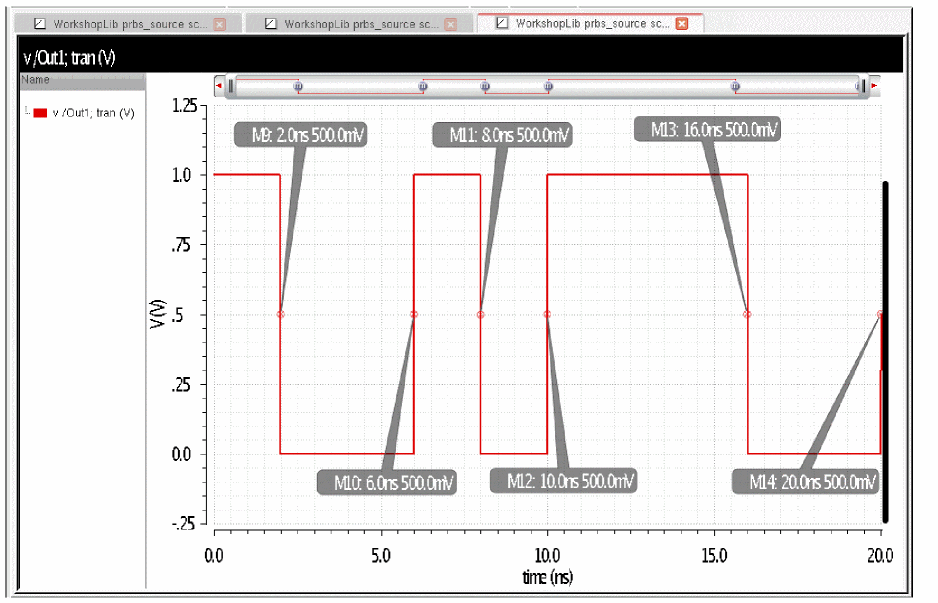 WorkshopLib prbs_source sc...
WorkshopLib prbs_source sc...
WorkshopLib prbs_source sc...
v /Out1; tran (V)
Name
v /Out1; tran (V)
1.25
1.0
.75
.5
.25
0.0
-.25
V (V)
M9: 2.0ns 500.0mV
M11: 8.0ns 500.0mV
M13: 16.0ns 500.0mV
M10: 6.0ns 500.0mV
M12: 10.0ns 500.0mV
M14: 20.0ns 500.0mV
0.0
5.0
10.0
15.0
20.0
time (ns)